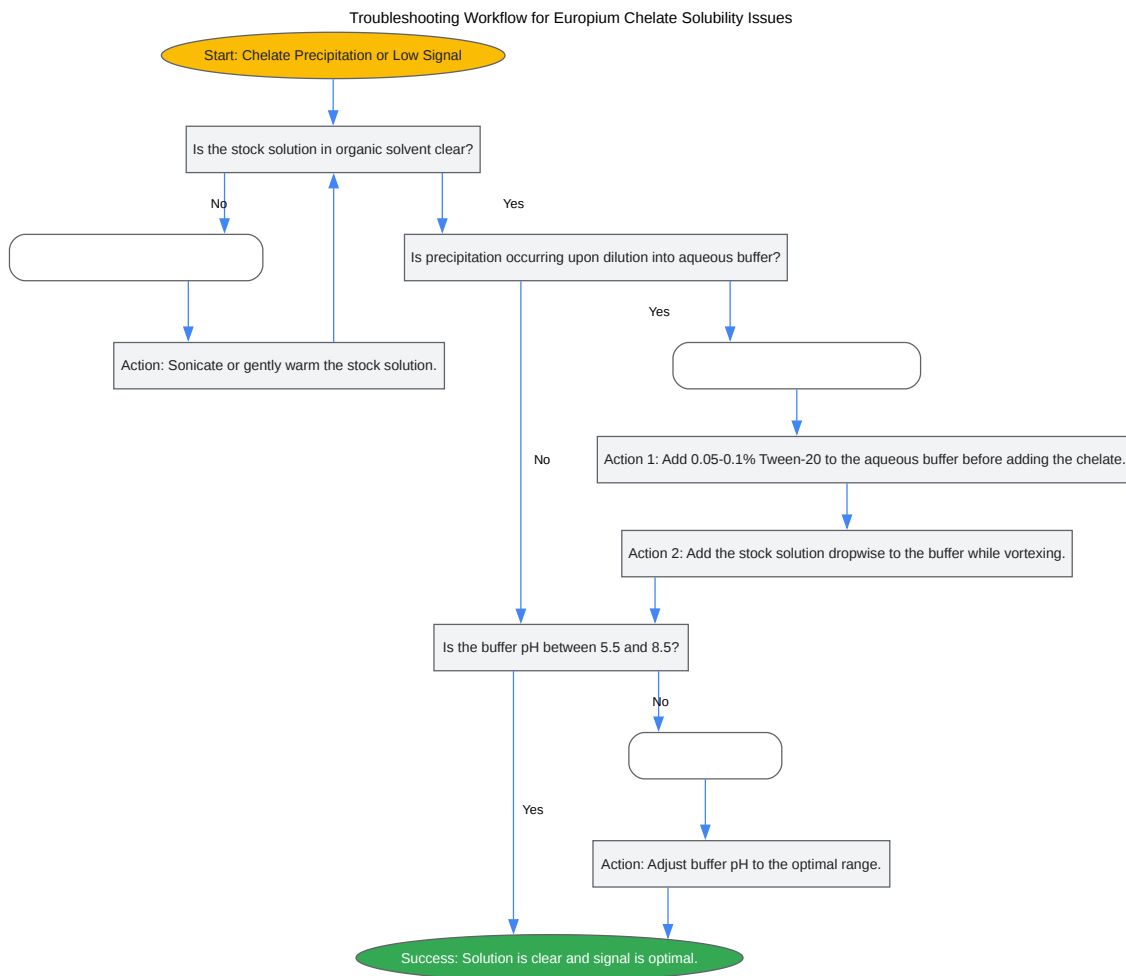 Troubleshooting Workflow for Europium Chelate Solubility Issues
Start: Chelate Precipitation or Low Signal
Is the stock solution in organic solvent clear?
No
Yes
Is precipitation occurring upon dilution into aqueous buffer?
Yes
Action: Sonicate or gently warm the stock solution.
No
Action 1: Add 0.05-0.1% Tween-20 to the aqueous buffer before adding the chelate.
Action 2: Add the stock solution dropwise to the buffer while vortexing.
Is the buffer pH between 5.5 and 8.5?
No
Yes
Action: Adjust buffer pH to the optimal range.
Success: Solution is clear and signal is optimal.